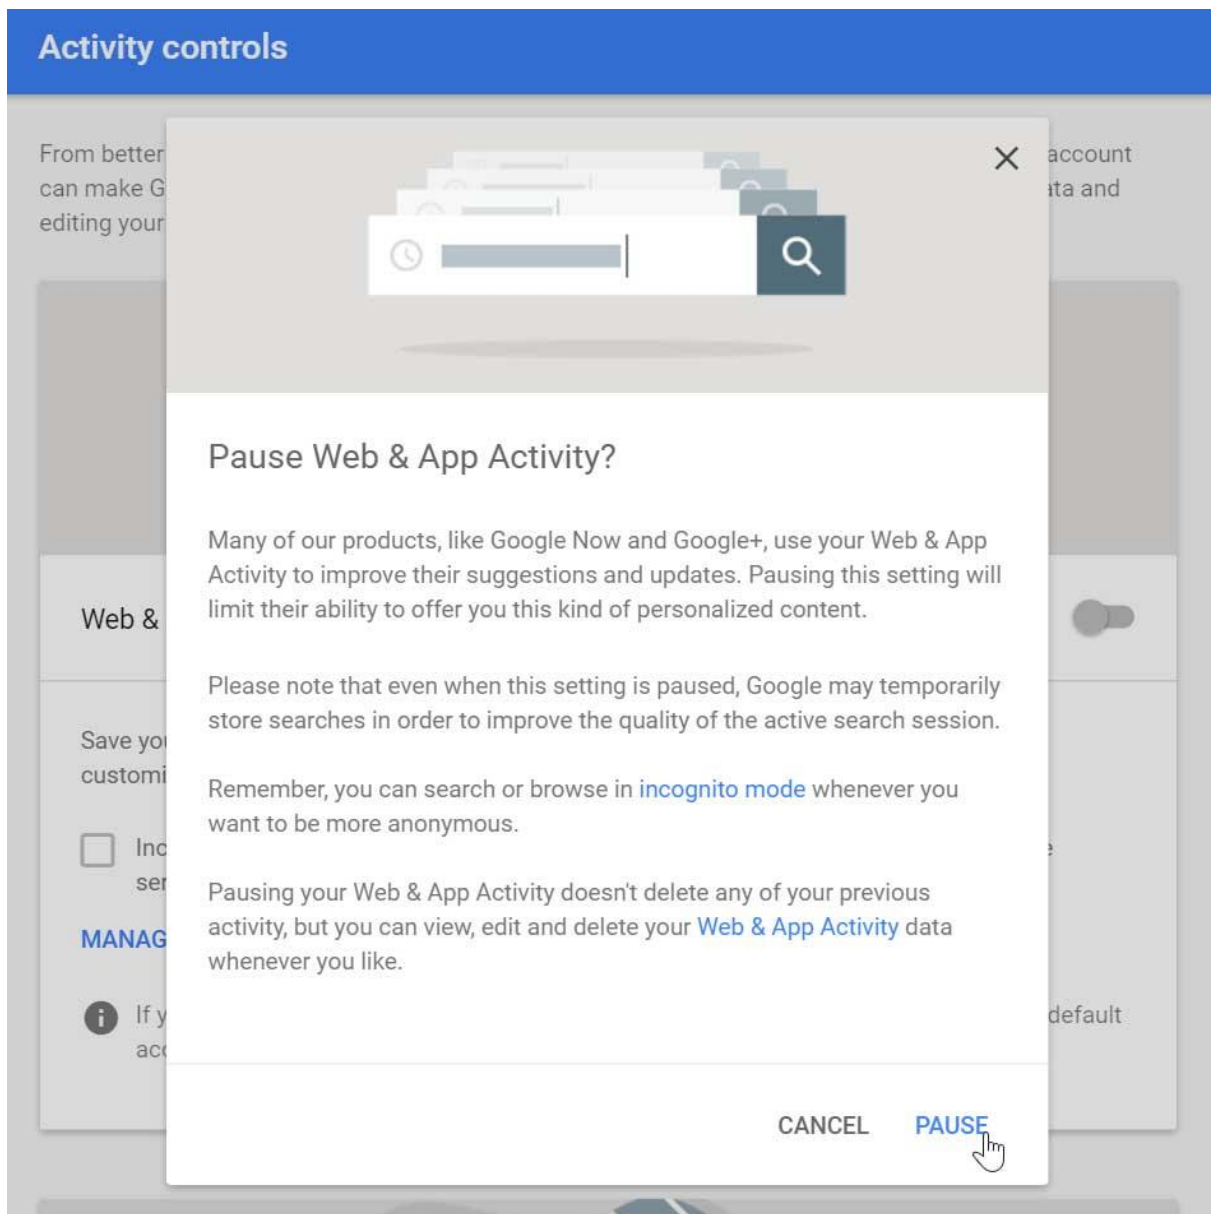 Activity controls
From better account
can make G ata and
editing your
Pause Web & App Activity?
Many of our products, like Google Now and Google+, use your Web & App
Activity to improve their suggestions and updates. Pausing this setting will
limit their ability to offer you this kind of personalized content.
Web &
Please note that even when this setting is paused, Google may temporarily
store searches in order to improve the quality of the active search session.
Save you
customi
Remember, you can search or browse in incognito mode whenever you
want to be more anonymous.
Inc e
ser
Pausing your Web & App Activity doesn't delete any of your previous
activity, but you can view, edit and delete your Web & App Activity data
whenever you like.
MANAG
If y default
acc
CANCEL PAUSE